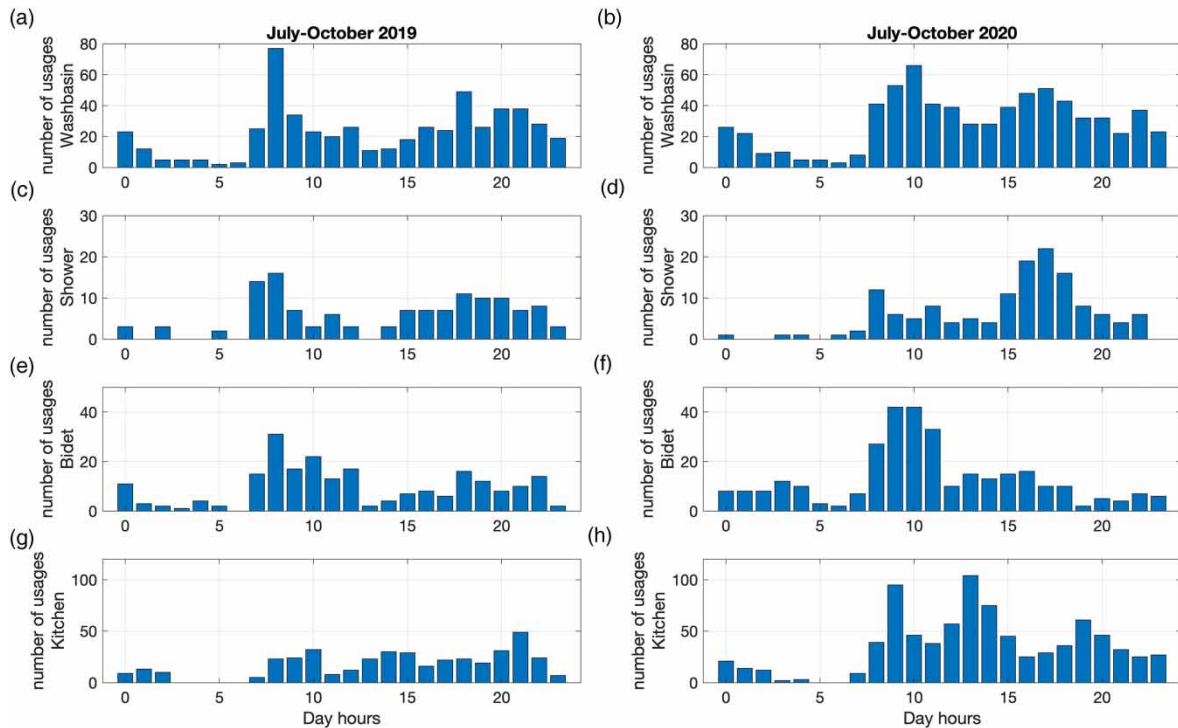 (a)
July-October 2019
number of usages
Washbasin
80
60
40
20
0
0 5 10 15 20
(b)
July-October 2020
number of usages
Washbasin
80
60
40
20
0
0 5 10 15 20
(c)
number of usages
Shower
30
20
10
0
0 5 10 15 20
(d)
number of usages
Shower
30
20
10
0
0 5 10 15 20
(e)
number of usages
Bidet
40
20
0
0 5 10 15 20
(f)
number of usages
Bidet
40
20
0
0 5 10 15 20
(g)
number of usages
Kitchen
100
50
0
0 5 10 15 20
Day hours
(h)
number of usages
Kitchen
100
50
0
0 5 10 15 20
Day hours